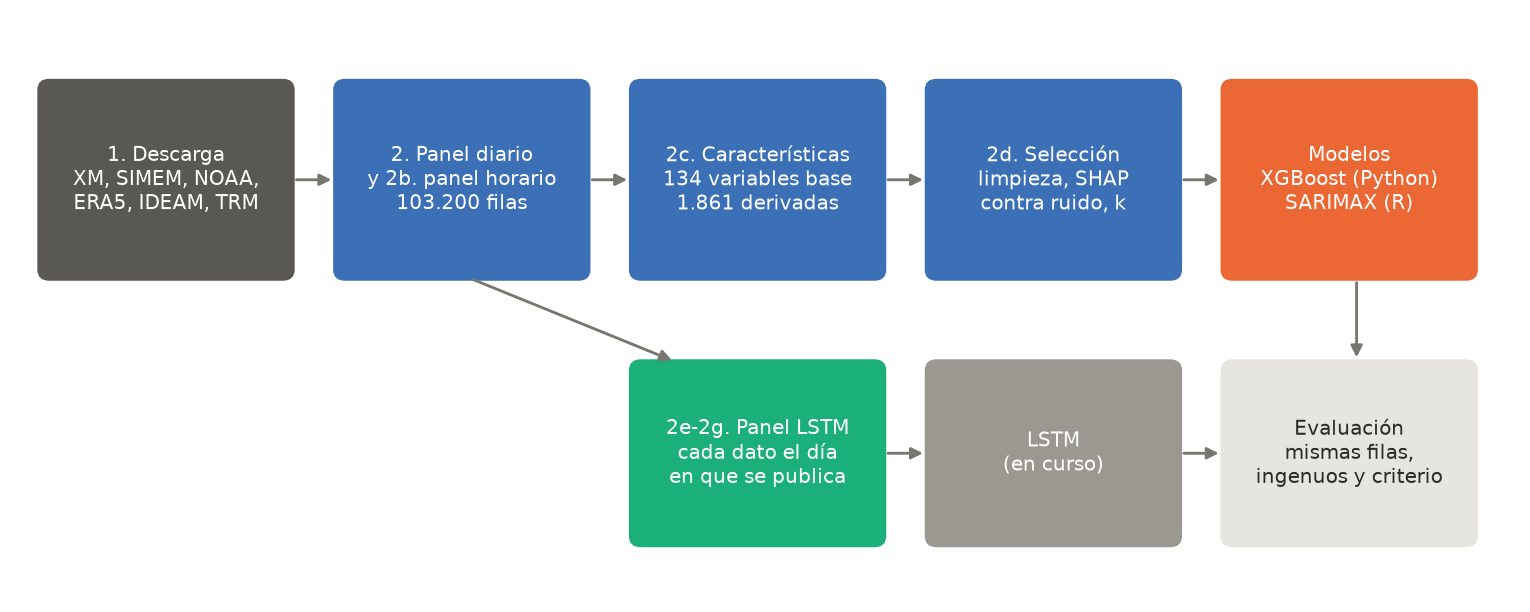 1. Descarga
XM, SIMEM, NOAA,
ERA5, IDEAM, TRM
2. Panel diario
y 2b. panel horario
103.200 filas
2c. Características
134 variables base
1.861 derivadas
2d. Selección
limpieza, SHAP
contra ruido, k
Modelos
XGBoost (Python)
SARIMAX (R)
2e-2g. Panel LSTM
cada dato el día
en que se publica
LSTM
(en curso)
Evaluación
mismas filas,
ingenuos y criterio